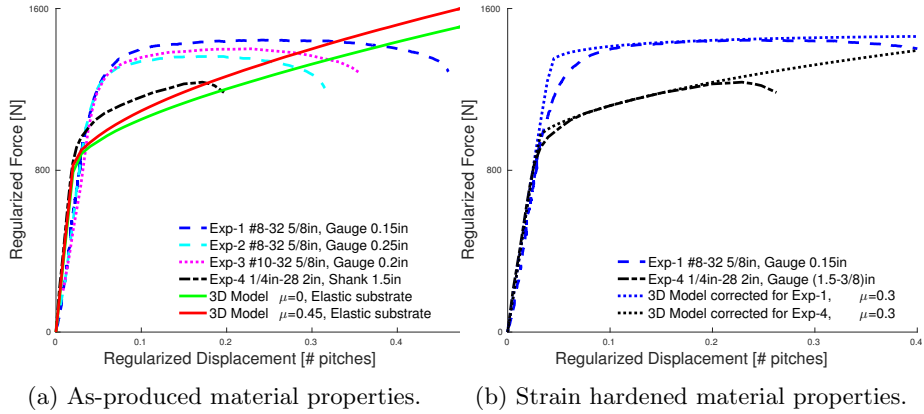 1600
800
0
Regularized Force [N]
0
0.1
0.2
0.3
0.4
Regularized Displacement [# pitches]
Exp-1 #8-32 5/8in, Gauge 0.15in
Exp-2 #8-32 5/8in, Gauge 0.25in
Exp-3 #10-32 5/8in, Gauge 0.2in
Exp-4 1/4in-28 2in, Shank 1.5in
3D Model μ=0, Elastic substrate
3D Model μ=0.45, Elastic substrate
(a) As-produced material properties.
1600
800
0
Regularized Force [N]
0
0.1
0.2
0.3
0.4
Regularized Displacement [# pitches]
Exp-1 #8-32 5/8in, Gauge 0.15in
Exp-4 1/4in-28 2in, Gauge (1.5-3/8)in
3D Model corrected for Exp-1, μ=0.3
3D Model corrected for Exp-4, μ=0.3
(b) Strain hardened material properties.